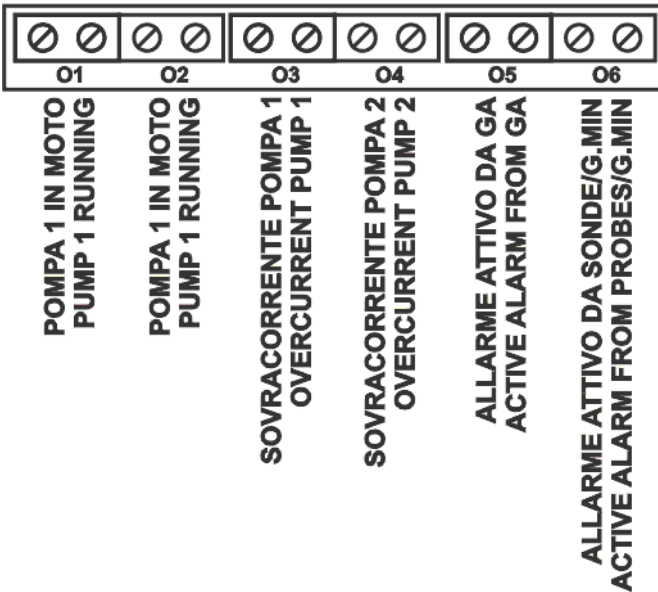 O1 O2 O3 O4 O5 O6
POMPA 1 IN MOTO
PUMP 1 RUNNING
POMPA 1 IN MOTO
PUMP 1 RUNNING
SOVRACORRENTE POMPA 1
OVERCURRENT PUMP 1
SOVRACORRENTE POMPA 2
OVERCURRENT PUMP 2
ALLARME ATTIVO DA GA
ACTIVE ALARM FROM GA
ALLARME ATTIVO DA SONDE/G.MIN
ACTIVE ALARM FROM PROBES/G.MIN